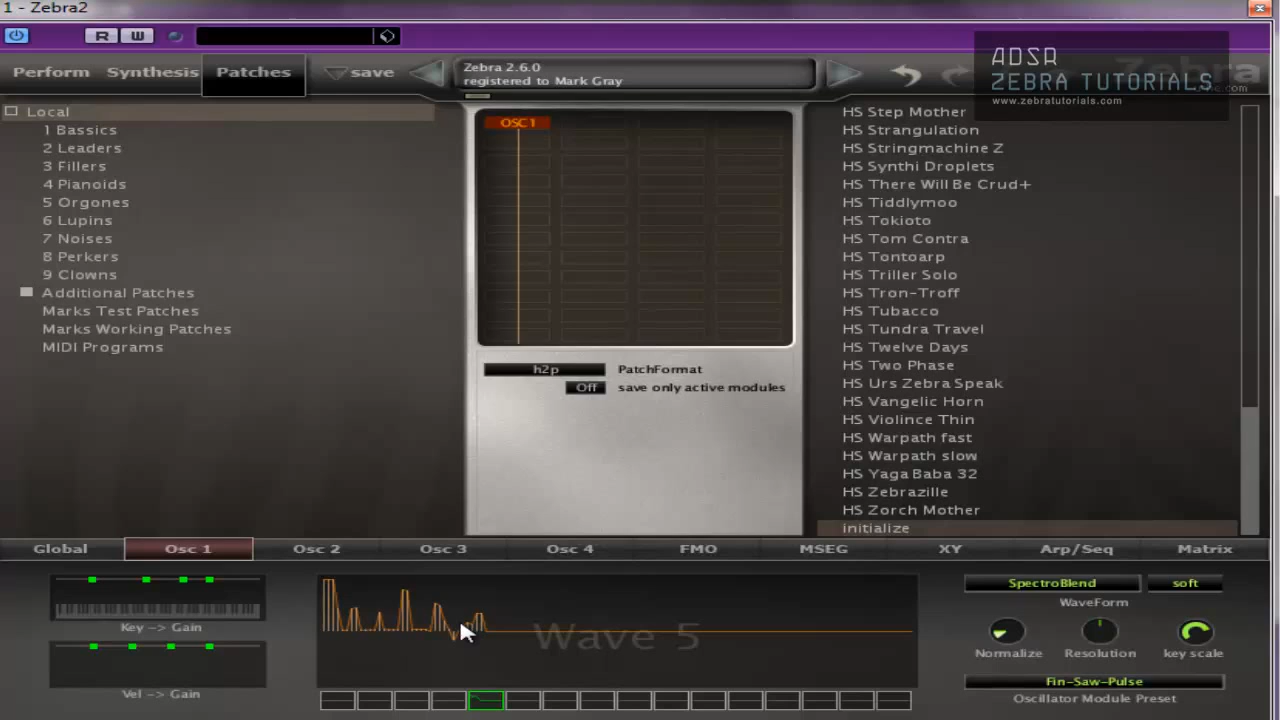 1 - Zebra2
R W
ADSR
ZEBRA TUTORIALS
www.zebratutorials.com
Perform Synthesis Patches save
Zebra 2.6.0
registered to Mark Gray
Local
1 Bassics
2 Leaders
3 Fillers
4 Pianoids
5 Orgones
6 Lupins
7 Noises
8 Perkers
9 Clowns
Additional Patches
Marks Test Patches
Marks Working Patches
MIDI Programs
OSC1
h2p PatchFormat
Off save only active modules
HS Step Mother
HS Strangulation
HS Stringmachine Z
HS Synthi Droplets
HS There Will Be Crud+
HS Tiddlymoo
HS Tokioto
HS Tom Contra
HS Tontoarp
HS Triller Solo
HS Tron-Troff
HS Tubacco
HS Tundra Travel
HS Twelve Days
HS Two Phase
HS Urs Zebra Speak
HS Vangelic Horn
HS Violince Thin
HS Warpath fast
HS Warpath slow
HS Yaga Baba 32
HS Zebrazille
HS Zorch Mother
initialize
Global Osc 1 Osc 2 Osc 3 Osc 4 FMO MSEG XY Arp/Seq Matrix
Key -> Gain
Vel -> Gain
Wave 5
SpectroBlend soft
WaveForm
Normalize Resolution key scale
Fin-Saw-Pulse
Oscillator Module Preset